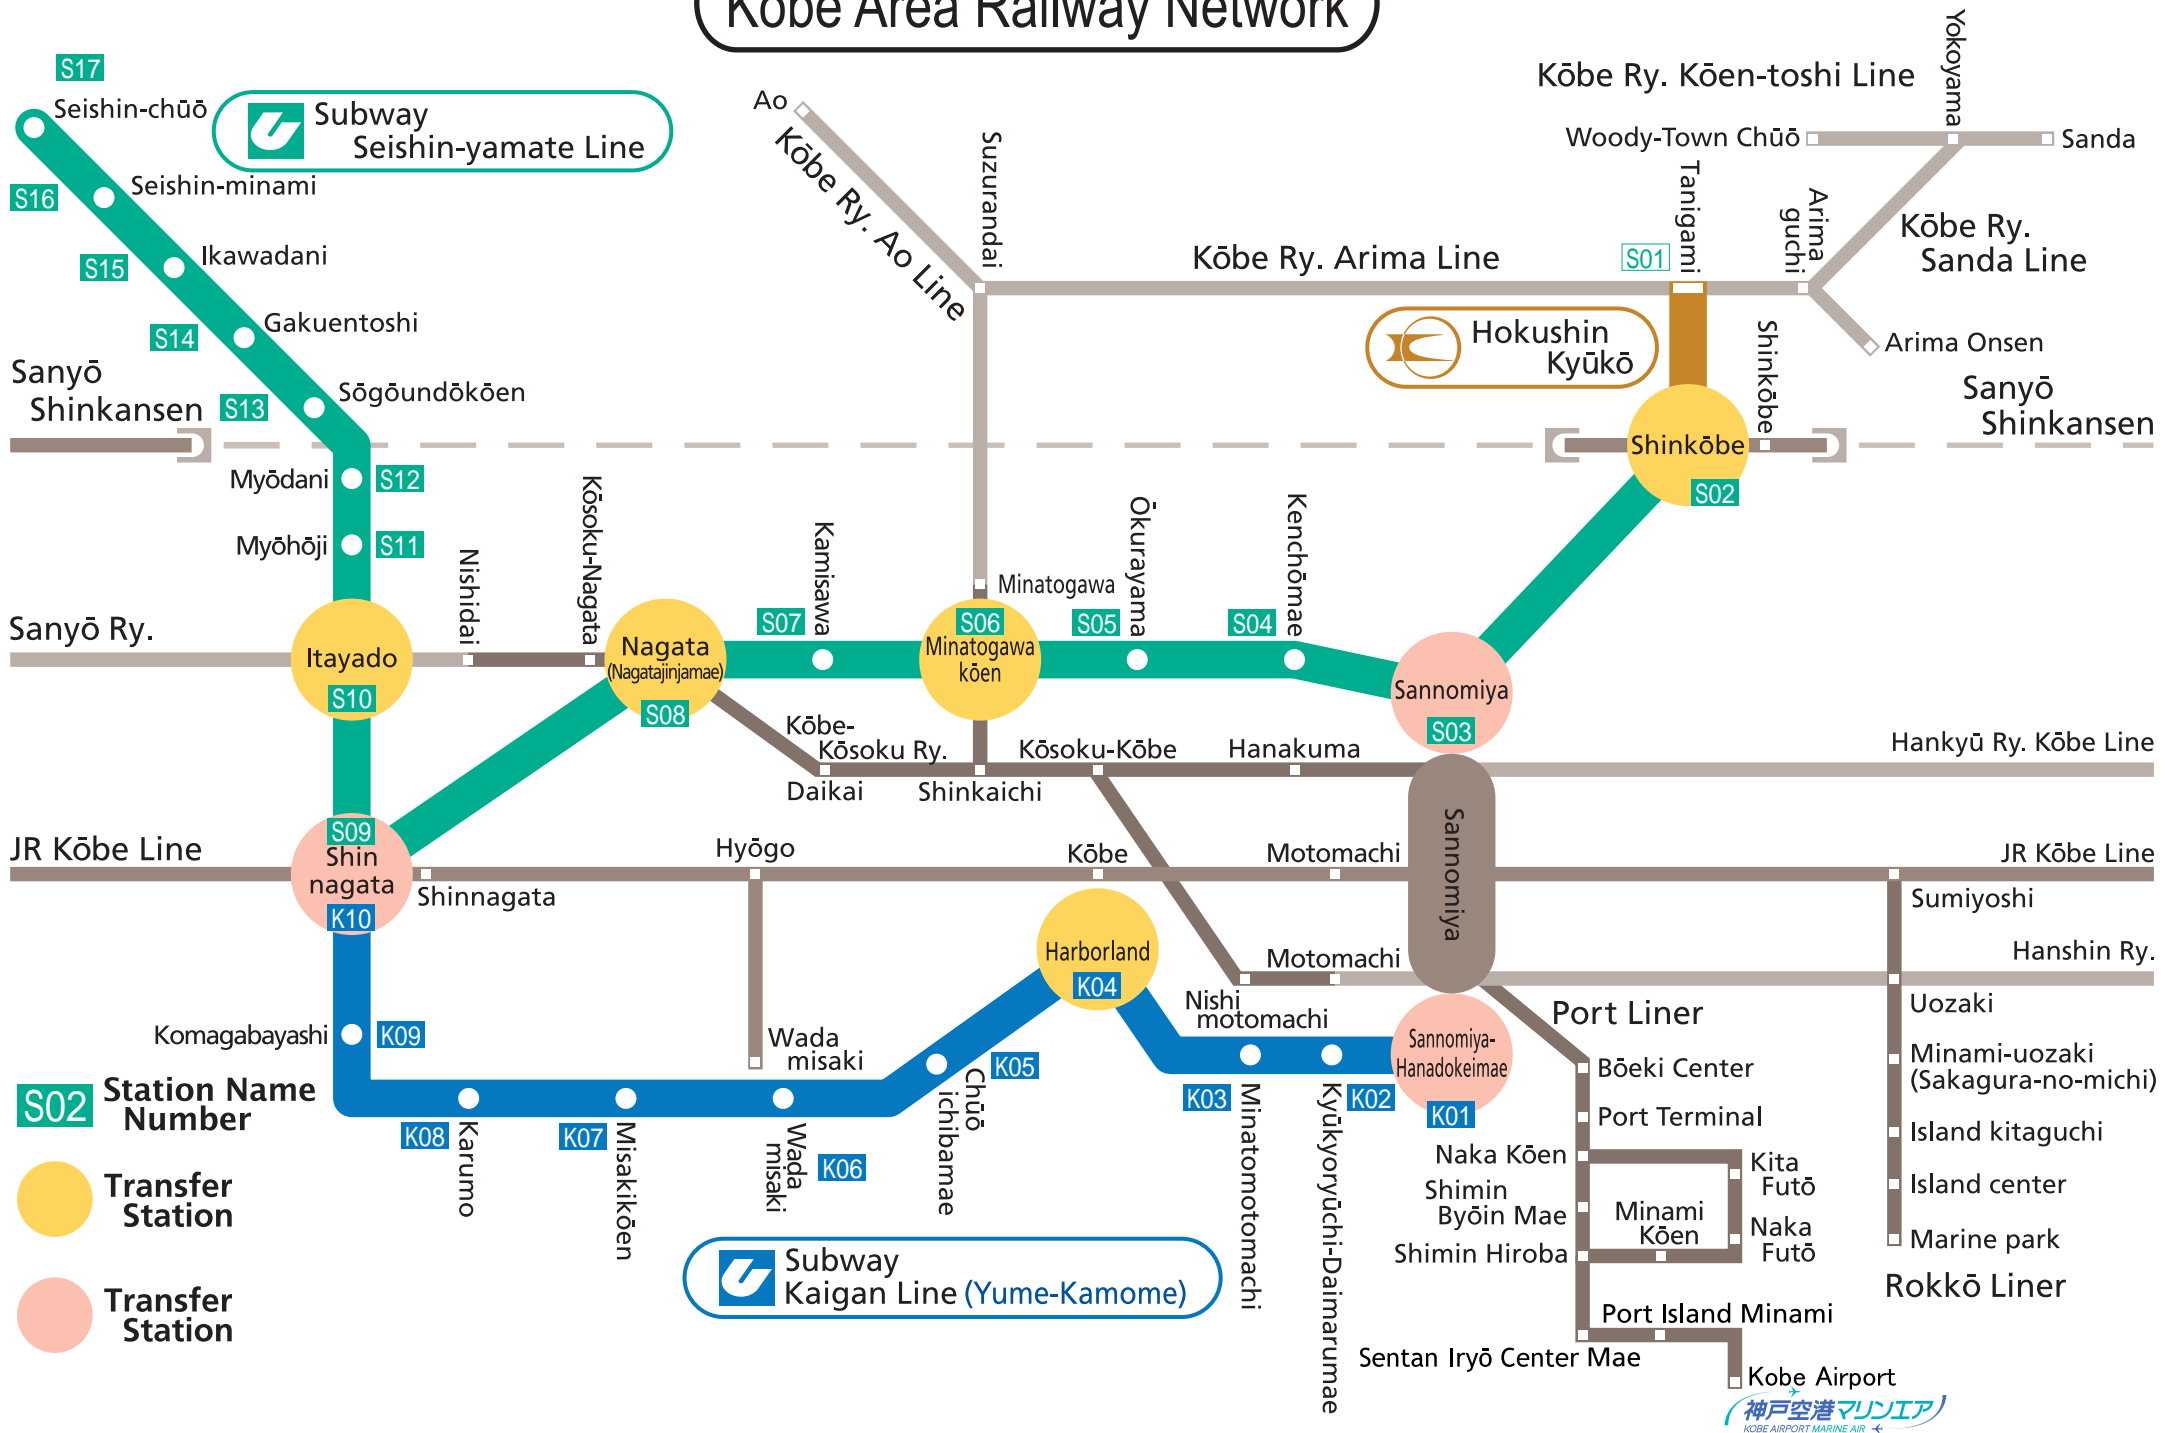 Kobe Area Railway Network
S17
Seishin-chūō
Subway
Seishin-yamate Line
S16
Seishin-minami
S15
Ikawadani
S14
Gakuentoshi
S13
Sōgōundōkōen
Sanyō
Shinkansen
Myōdani
S12
Myōhōji
S11
Sanyō Ry.
Itayado
S10
Nishidai
Kōsoku-Nagata
Nagata
(Nagatajinjamae)
S08
S07
Kamisawa
Ao
Kōbe Ry. Ao Line
Suzurandai
Kōbe Ry. Arima Line
Minatogawa
S06
Minatogawa
kōen
S05
Ōkurayama
S04
Kenchōmae
Sannomiya
S03
Kōbe Ry. Kōen-toshi Line
Yokoyama
Woody-Town Chūō
Sanda
S01
Tanigami
Arima
guchi
Kōbe Ry.
Sanda Line
Arima Onsen
Hokushin
Kyūkō
Shinkōbe
Shinkōbe
S02
Sanyō
Shinkansen
Kōbe-
Kōsoku Ry.
Daikai
Shinkaichi
Kōsoku-Kōbe
Hanakuma
Hankyū Ry. Kōbe Line
JR Kōbe Line
S09
Shin
nagata
K10
Shinnagata
Hyōgo
Kōbe
Motomachi
Sannomiya
JR Kōbe Line
Sumiyoshi
Wada
misaki
Harborland
K04
Motomachi
Nishi
motomachi
Hanshin Ry.
Uozaki
Minami-uozaki
(Sakagura-no-michi)
Island kitaguchi
Island center
Marine park
Rokkō Liner
Komagabayashi
K09
K08
Karumo
K07
Misakikōen
Wada
misaki
K06
Chūō
ichibamae
K05
K03
Minatomotomachi
Kyūkyoryūchi-Daimarumae
K02
Sannomiya-
Hanadokeimae
K01
Port Liner
Bōeki Center
Port Terminal
Naka Kōen
Kita
Futō
Shimin
Byōin Mae
Minami
Kōen
Naka
Futō
Shimin Hiroba
Port Island Minami
Sentan Iryō Center Mae
Kobe Airport
神戸空港マリンエア
KOBE AIRPORT MARINE AIR
S02
Station Name
Number
Transfer
Station
Transfer
Station
Subway
Kaigan Line (Yume-Kamome)